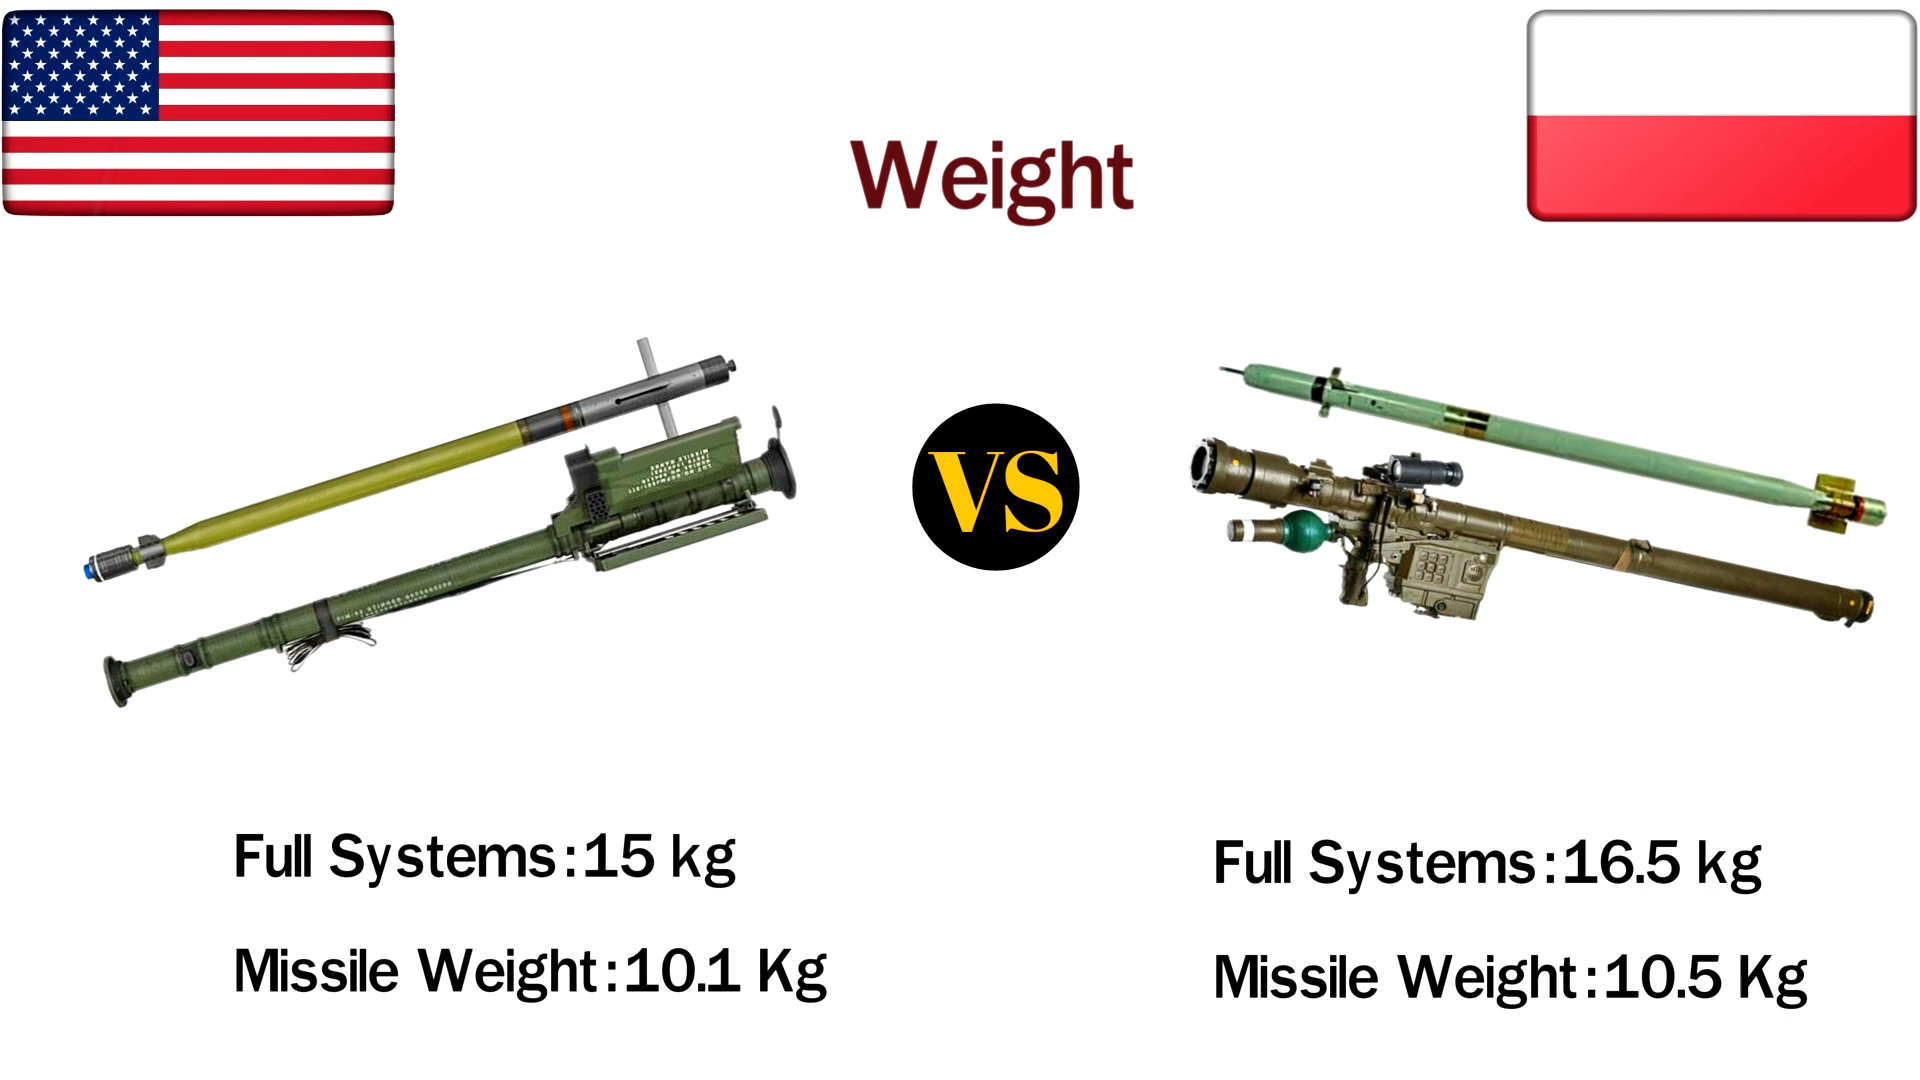 Weight
VS
Full Systems:15 kg
Full Systems:16.5 kg
Missile Weight:10.1 Kg
Missile Weight:10.5 Kg